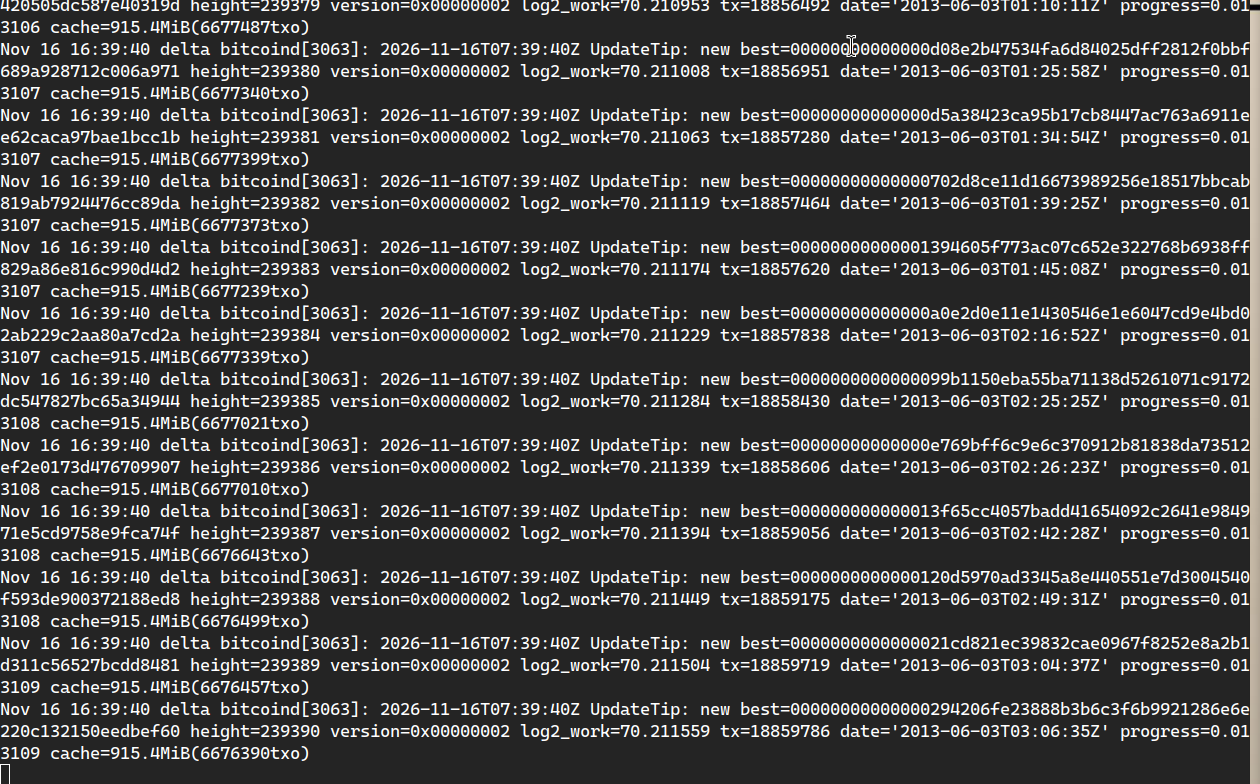 420505dc587e40319d height=239379 version=0x00000002 log2_work=70.210953 tx=18856492 date='2013-06-03T01:10:11Z' progress=0.01
3106 cache=915.4MiB(6677487txo)
Nov 16 16:39:40 delta bitcoind[3063]: 2026-11-16T07:39:40Z UpdateTip: new best=00000000000000d08e2b47534fa6d84025dff2812f0bbf
689a928712c006a971 height=239380 version=0x00000002 log2_work=70.211008 tx=18856951 date='2013-06-03T01:25:58Z' progress=0.01
3107 cache=915.4MiB(6677340txo)
Nov 16 16:39:40 delta bitcoind[3063]: 2026-11-16T07:39:40Z UpdateTip: new best=00000000000000d5a38423ca95b17cb8447ac763a6911e
e62caca97bae1bcc1b height=239381 version=0x00000002 log2_work=70.211063 tx=18857280 date='2013-06-03T01:34:54Z' progress=0.01
3107 cache=915.4MiB(6677399txo)
Nov 16 16:39:40 delta bitcoind[3063]: 2026-11-16T07:39:40Z UpdateTip: new best=00000000000000702d8ce11d16673989256e18517bbcab
819ab7924476cc89da height=239382 version=0x00000002 log2_work=70.211119 tx=18857464 date='2013-06-03T01:39:25Z' progress=0.01
3107 cache=915.4MiB(6677373txo)
Nov 16 16:39:40 delta bitcoind[3063]: 2026-11-16T07:39:40Z UpdateTip: new best=0000000000001394605f773ac07c652e322768b6938ff
829a86e816c990d4d2 height=239383 version=0x00000002 log2_work=70.211174 tx=18857620 date='2013-06-03T01:45:08Z' progress=0.01
3107 cache=915.4MiB(6677239txo)
Nov 16 16:39:40 delta bitcoind[3063]: 2026-11-16T07:39:40Z UpdateTip: new best=00000000000000a0e2d0e11e1430546e1e6047cd9e4bd0
2ab229c2aa80a7cd2a height=239384 version=0x00000002 log2_work=70.211229 tx=18857838 date='2013-06-03T02:16:52Z' progress=0.01
3107 cache=915.4MiB(6677339txo)
Nov 16 16:39:40 delta bitcoind[3063]: 2026-11-16T07:39:40Z UpdateTip: new best=0000000000000099b1150eba55ba71138d5261071c9172
dc547827bc65a34944 height=239385 version=0x00000002 log2_work=70.211284 tx=18858430 date='2013-06-03T02:25:25Z' progress=0.01
3108 cache=915.4MiB(6677021txo)
Nov 16 16:39:40 delta bitcoind[3063]: 2026-11-16T07:39:40Z UpdateTip: new best=00000000000000e769bff6c9e6c370912b81838da73512
ef2e0173d476709907 height=239386 version=0x00000002 log2_work=70.211339 tx=18858606 date='2013-06-03T02:26:23Z' progress=0.01
3108 cache=915.4MiB(6677010txo)
Nov 16 16:39:40 delta bitcoind[3063]: 2026-11-16T07:39:40Z UpdateTip: new best=000000000000013f65cc4057badd41654092c2641e9849
71e5cd9758e9fca74f height=239387 version=0x00000002 log2_work=70.211394 tx=18859056 date='2013-06-03T02:42:28Z' progress=0.01
3108 cache=915.4MiB(6676643txo)
Nov 16 16:39:40 delta bitcoind[3063]: 2026-11-16T07:39:40Z UpdateTip: new best=00000000000000120d5970ad3345a8e440551e7d3004540
f593de900372188ed8 height=239388 version=0x00000002 log2_work=70.211449 tx=18859175 date='2013-06-03T02:49:31Z' progress=0.01
3108 cache=915.4MiB(6676499txo)
Nov 16 16:39:40 delta bitcoind[3063]: 2026-11-16T07:39:40Z UpdateTip: new best=0000000000000021cd821ec39832cae0967f8252e8a2b1
d311c56527bcdd8481 height=239389 version=0x00000002 log2_work=70.211504 tx=18859719 date='2013-06-03T03:04:37Z' progress=0.01
3109 cache=915.4MiB(6676457txo)
Nov 16 16:39:40 delta bitcoind[3063]: 2026-11-16T07:39:40Z UpdateTip: new best=0000000000000294206fe23888b3b6c3f6b9921286e6e
220c132150eedbef60 height=239390 version=0x00000002 log2_work=70.211559 tx=18859786 date='2013-06-03T03:06:35Z' progress=0.01
3109 cache=915.4MiB(6676390txo)